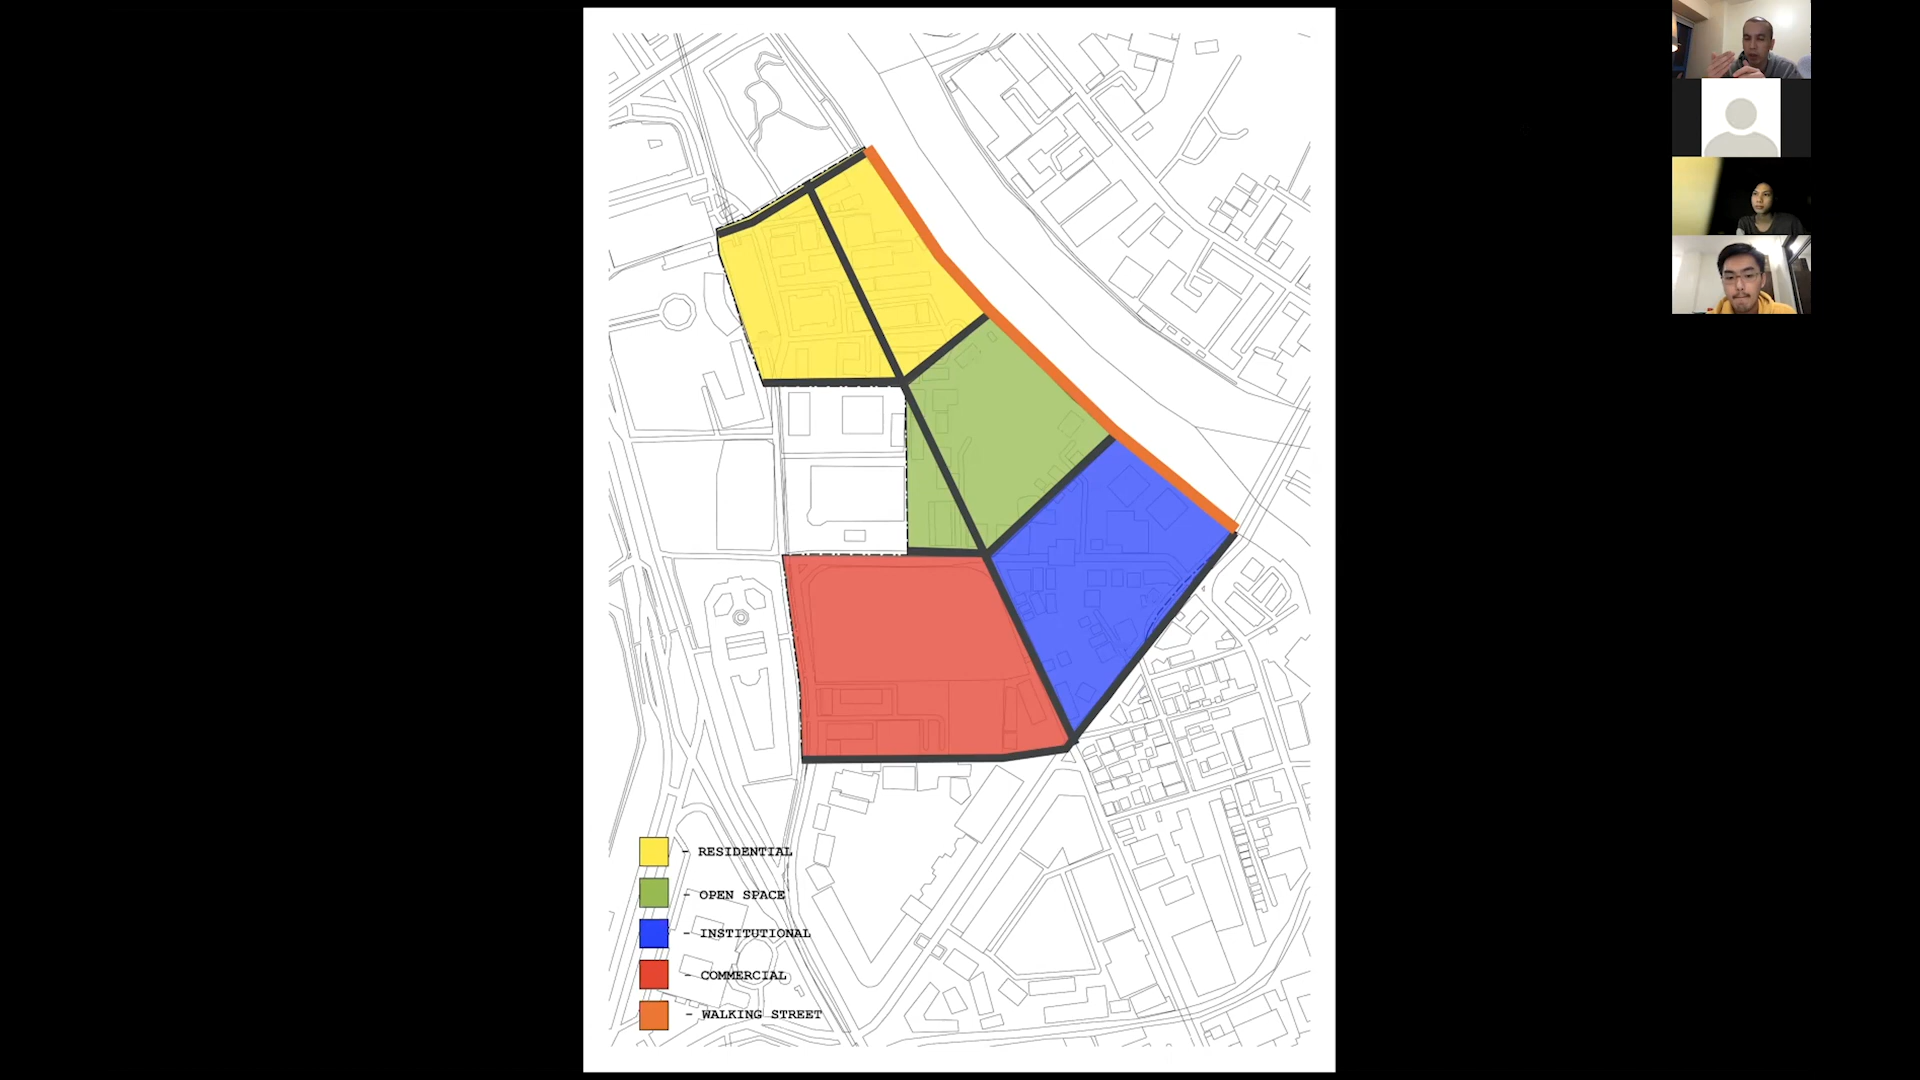 - RESIDENTIAL
- OPEN SPACE
- INSTITUTIONAL
- COMMERCIAL
- WALKING STREET